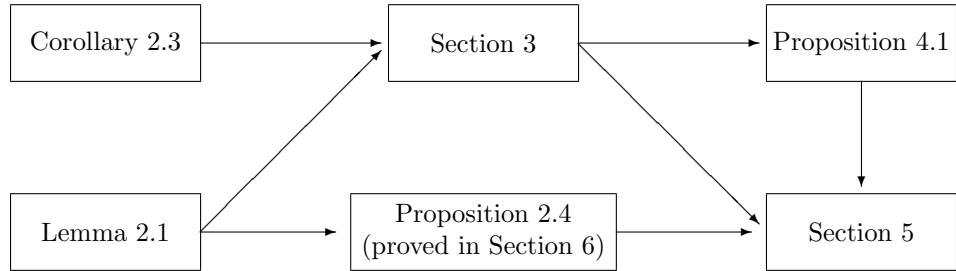 Corollary 2.3
Section 3
Proposition 4.1
Lemma 2.1
Proposition 2.4
(proved in Section 6)
Section 5